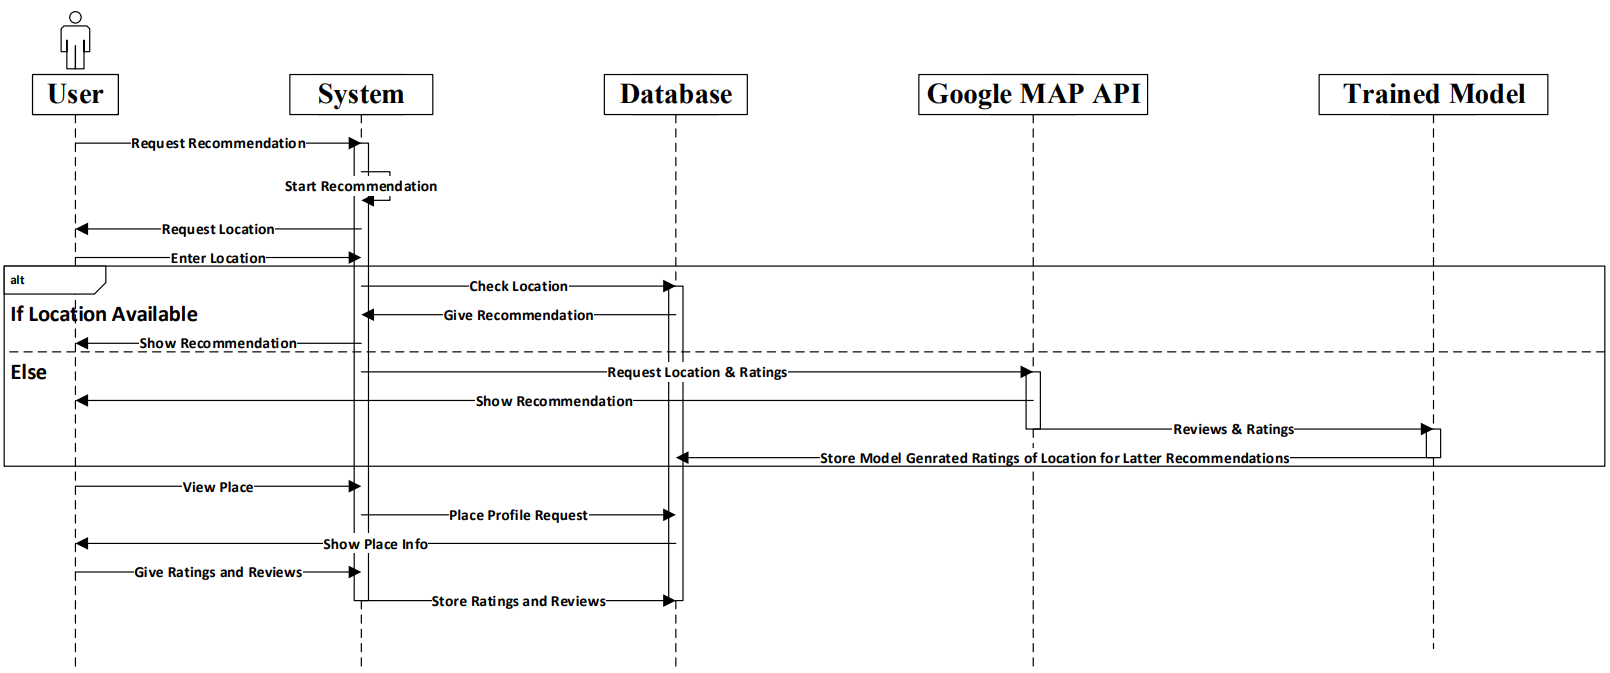 User
System
Database
Google MAP API
Trained Model
Request Recommendation
Start Recommendation
Request Location
Enter Location
alt
Check Location
If Location Available
Give Recommendation
Show Recommendation
Else
Request Location & Ratings
Show Recommendation
Reviews & Ratings
Store Model Genrated Ratings of Location for Latter Recommendations
View Place
Place Profile Request
Show Place Info
Give Ratings and Reviews
Store Ratings and Reviews